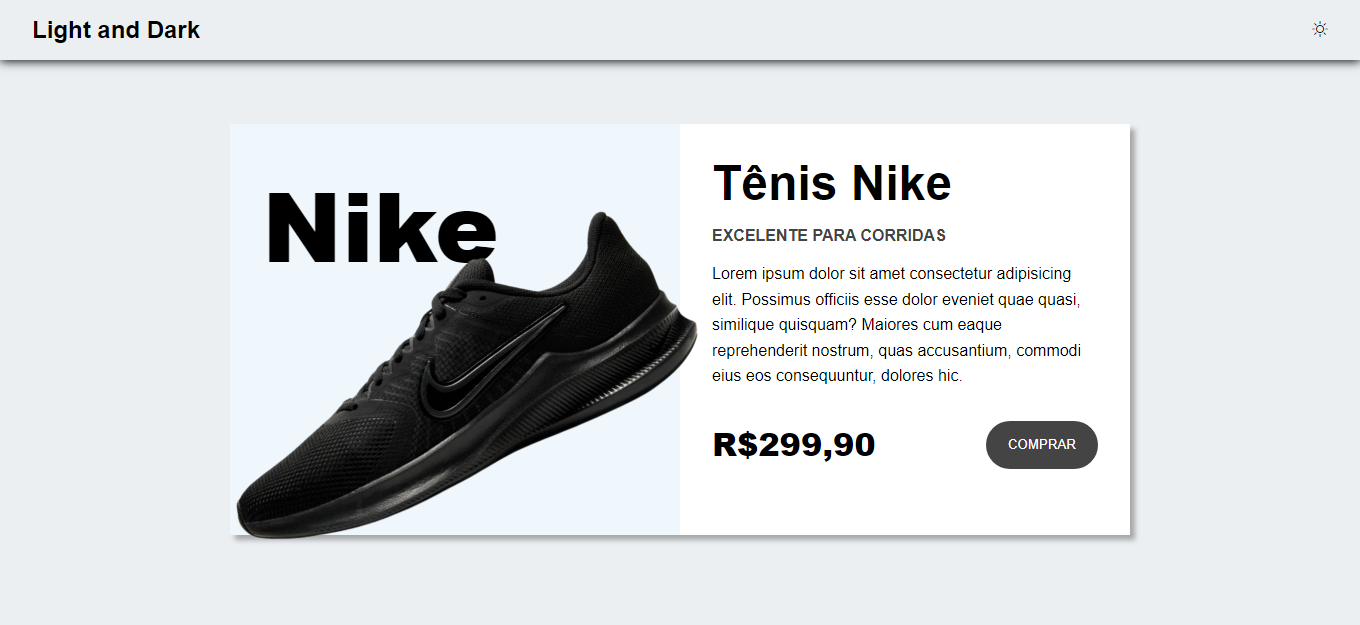 Light and Dark
Nike
Tênis Nike
EXCELENTE PARA CORRIDAS
Lorem ipsum dolor sit amet consectetur adipisicing
elit. Possimus officiis esse dolor eveniet quae quasi,
similique quisquam? Maiores cum eaque
reprehenderit nostrum, quas accusantium, commodi
eius eos consequuntur, dolores hic.
R$299,90
COMPRAR